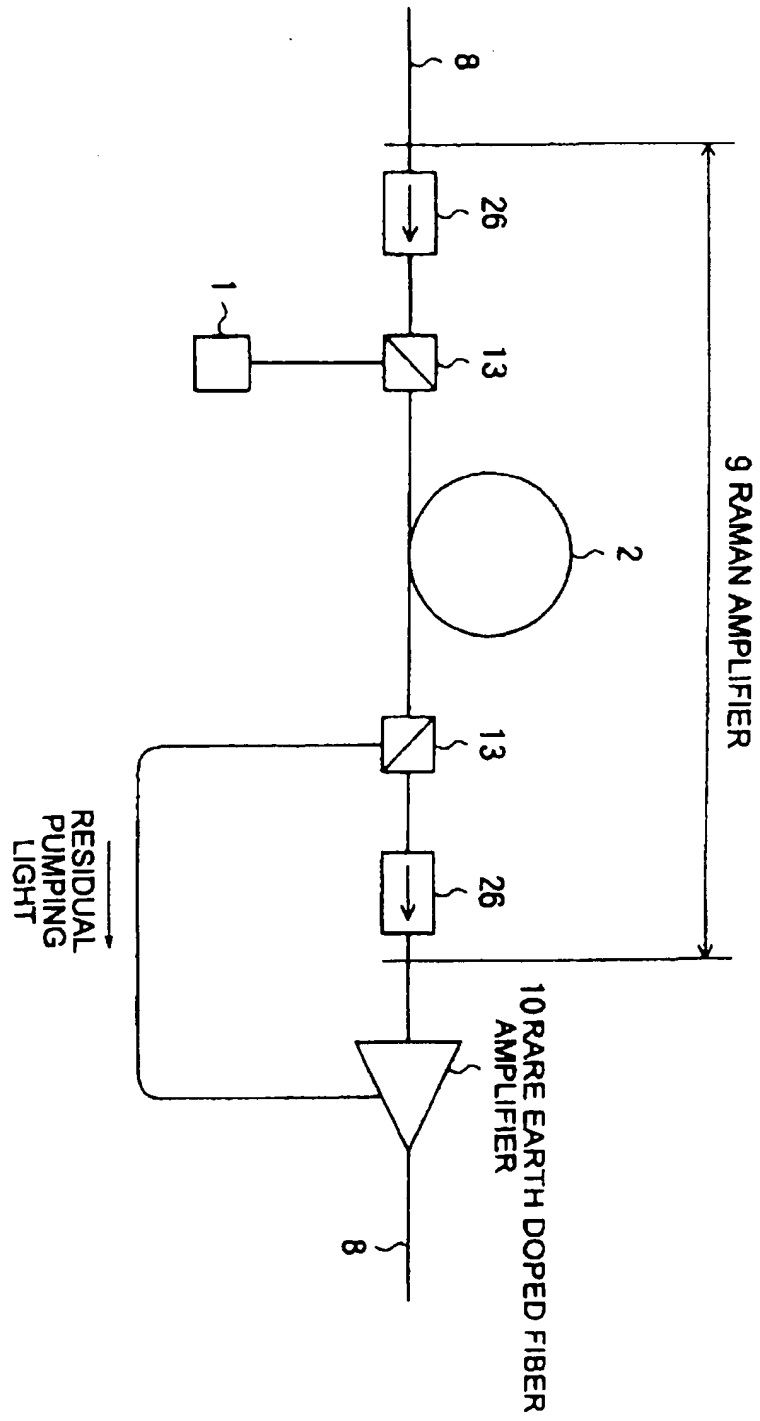 9 RAMAN AMPLIFIER
8
26
13
2
13
26
10 RARE EARTH DOPED FIBER
AMPLIFIER
8
1
RESIDUAL
PUMPING
LIGHT